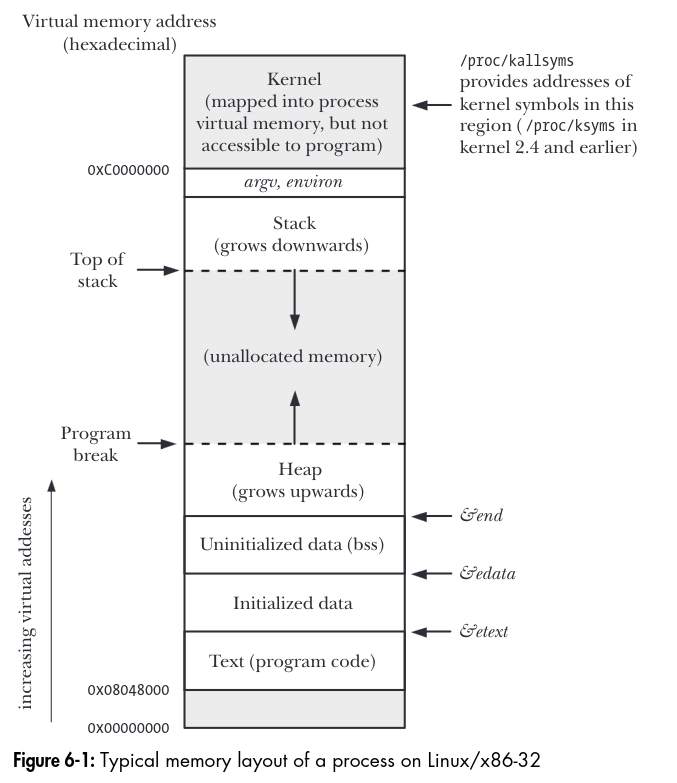 Virtual memory address
(hexadecimal)
/proc/kallsyms
provides addresses of
kernel symbols in this
region (/proc/ksyms in
kernel 2.4 and earlier)
Kernel
(mapped into process
virtual memory, but not
accessible to program)
0xC0000000
argv, environ
Stack
(grows downwards)
Top of
stack
(unallocated memory)
Program
break
Heap
(grows upwards)
&end
Uninitialized data (bss)
&edata
Initialized data
&etext
Text (program code)
0x08048000
0x00000000
increasing virtual addesses
Figure 6-1: Typical memory layout of a process on Linux/x86-32